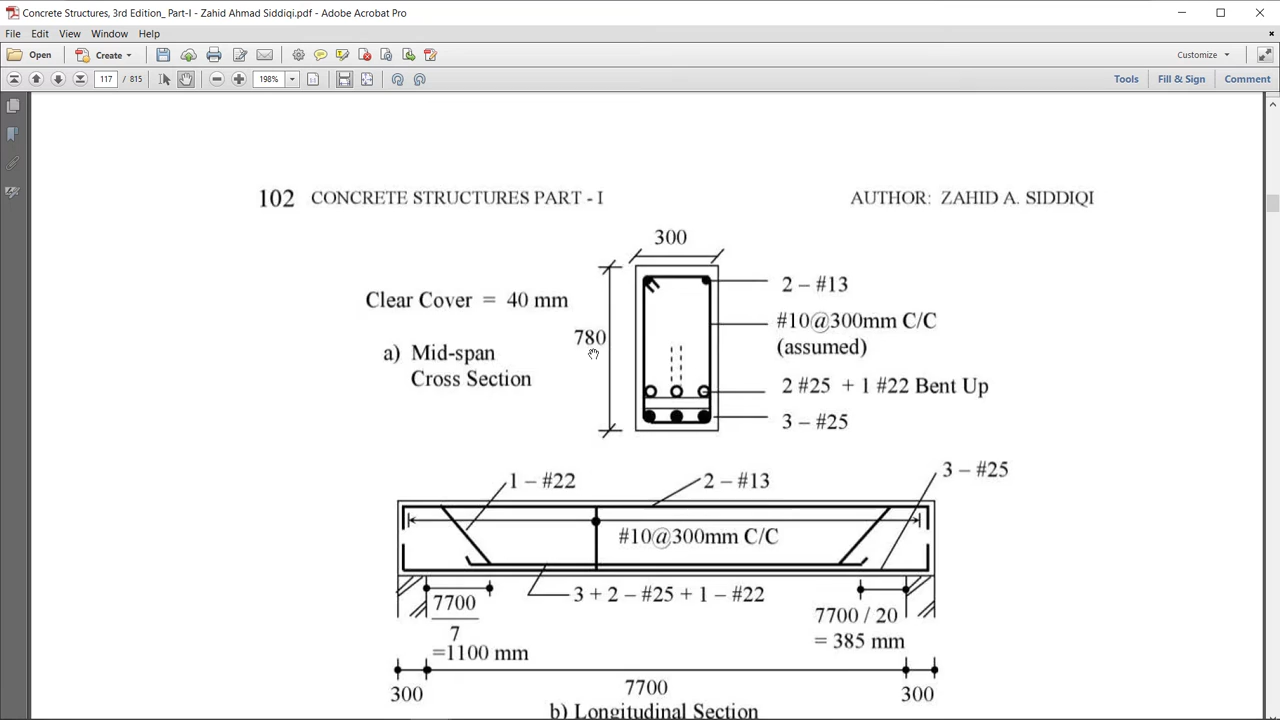 Concrete Structures, 3rd Edition_ Part-I - Zahid Ahmad Siddiqi.pdf - Adobe Acrobat Pro
File Edit View Window Help
Open Create Customize
117 / 815 198% Tools Fill & Sign Comment
102 CONCRETE STRUCTURES PART - I AUTHOR: ZAHID A. SIDDIQI
300
Clear Cover = 40 mm
780
a) Mid-span
Cross Section
2 – #13
#10@300mm C/C
(assumed)
2 #25 + 1 #22 Bent Up
3 – #25
1 – #22
2 – #13
3 – #25
#10@300mm C/C
3 + 2 – #25 + 1 – #22
7700
7
=1100 mm
7700 / 20
= 385 mm
300 7700 300
b) Longitudinal Section